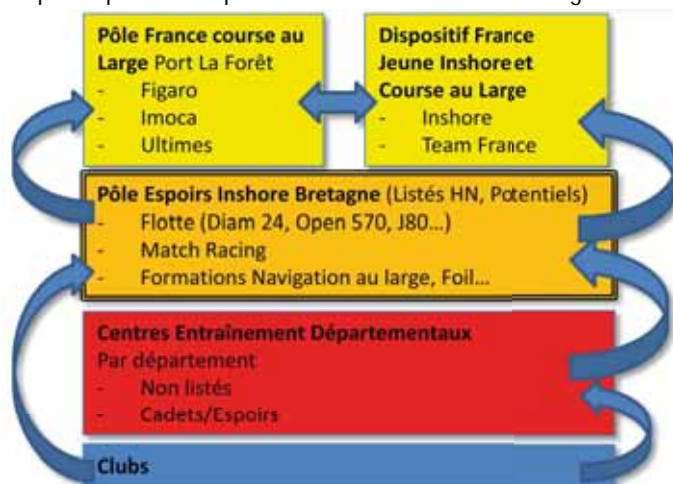 Pôle France course au
Large Port La Forêt
- Figaro
- Imoca
- Ultimes
Dispositif France
Jeune Inshore et
Course au Large
- Inshore
- Team France
Pôle Espoirs Inshore Bretagne (Listés HN, Potentiels)
- Flotte (Diam 24, Open 570, J80...)
- Match Racing
- Formations Navigation au large, Foil...
Centres Entraînement Départementaux
Par département
- Non listés
- Cadets/Espoirs
Clubs